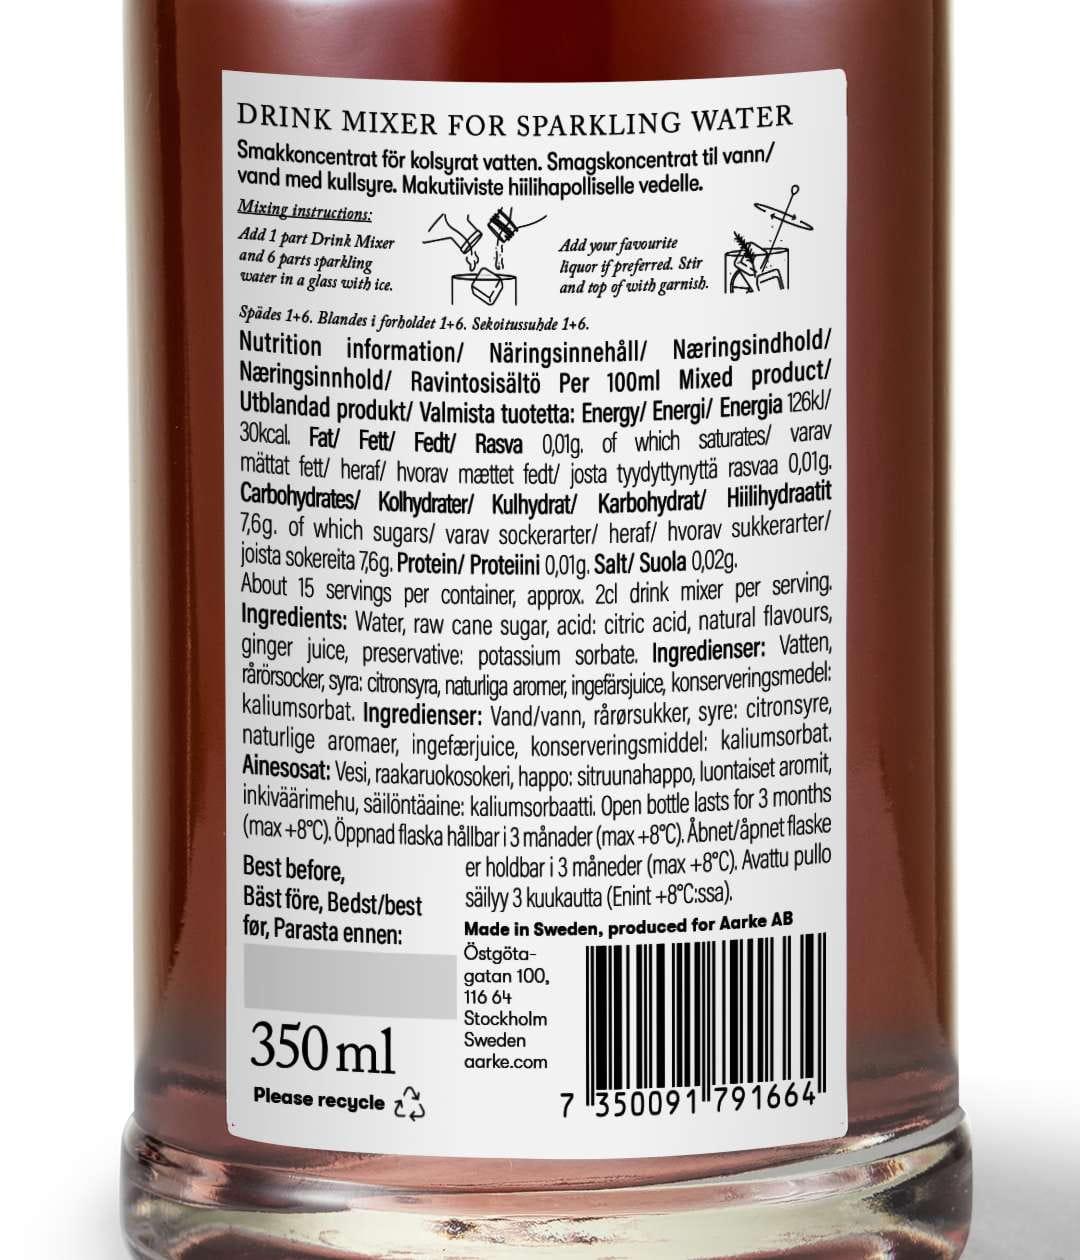 DRINK MIXER FOR SPARKLING WATER
Smakkoncentrat för kolsyrat vatten. Smagskoncentrat til vann/
vand med kullsyre. Makutiiviste hiilihapolliselle vedelle.
Mixing instructions:
Add 1 part Drink Mixer
and 6 parts sparkling
water in a glass with ice.
Add your favourite
liquor if preferred. Stir
and top of with garnish.
Spädes 1+6. Blandes i forholdet 1+6. Sekoitussuhde 1+6.
Nutrition information/ Näringsinnehåll/ Næringsindhold/
Næringsinnhold/ Ravintosisältö Per 100ml Mixed product/
Utblandad produkt/ Valmista tuotetta: Energy/ Energi/ Energia 126kJ/
30kcal. Fat/ Fett/ Fedt/ Rasva 0,01g. of which saturates/ varav
mättat fett/ heraf/ hvorav mættet fedt/ josta tyydyttynyttä rasvaa 0,01g.
Carbohydrates/ Kolhydrater/ Kulhydrat/ Karbohydrat/ Hiilihydraatit
7,6g. of which sugars/ varav sockerarter/ heraf/ hvorav sukkerarter/
joista sokereita 7,6g. Protein/ Proteiini 0,01g. Salt/ Suola 0,02g.
About 15 servings per container, approx. 2cl drink mixer per serving.
Ingredients: Water, raw cane sugar, acid: citric acid, natural flavours,
ginger juice, preservative: potassium sorbate. Ingredienser: Vatten,
rårörsocker, syra: citronsyra, naturliga aromer, ingefärsjuice, konserveringsmedel:
kaliumsorbat. Ingredienser: Vand/vann, rårørsukker, syre: citronsyre,
naturlige aromaer, ingefærjuice, konserveringsmiddel: kaliumsorbat.
Ainesosat: Vesi, raakaruokosokeri, happo: sitruunahappo, luontaiset aromit,
inkiväärimehu, säilöntäaine: kaliumsorbaatti. Open bottle lasts for 3 months
(max +8°C). Öppnad flaska hållbar i 3 månader (max +8°C). Åbnet/åpnet flaske
er holdbar i 3 måneder (max +8°C). Avattu pullo
säilyy 3 kuukautta (Enint +8°C:ssa).
Best before,
Bäst före, Bedst/best
før, Parasta ennen:
350 ml
Please recycle
Made in Sweden, produced for Aarke AB
Östgöta-
gatan 100,
116 64
Stockholm
Sweden
aarke.com
7 350091 791664